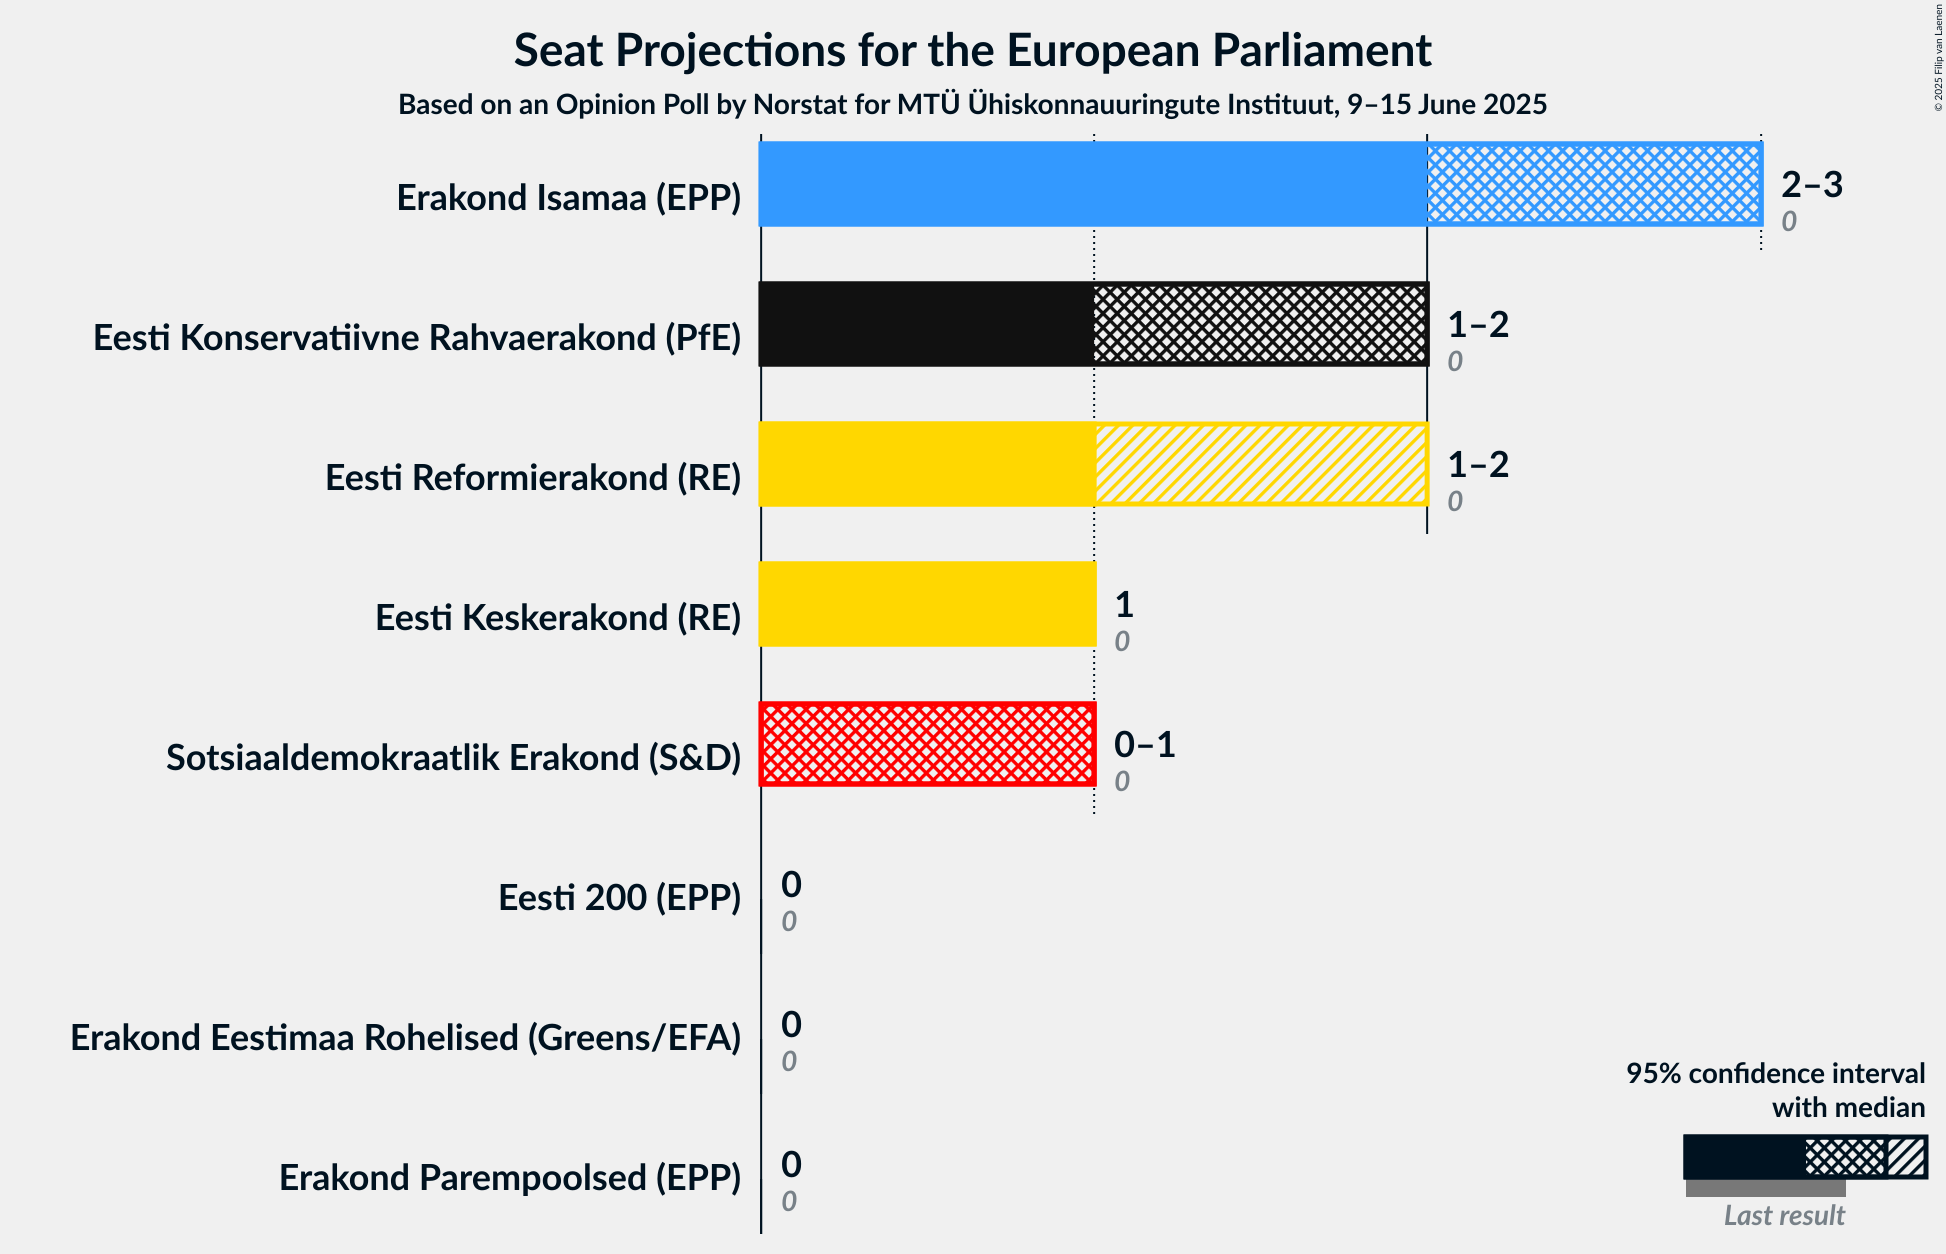 Seat Projections for the European Parliament
Based on an Opinion Poll by Norstat for MTÜ Ühiskonnauuringute Instituut, 9–15 June 2025
© 2025 Filip van Laenen
Erakond Isamaa (EPP)
2–3
0
Eesti Konservatiivne Rahvaerakond (PfE)
1–2
0
Eesti Reformierakond (RE)
1–2
0
Eesti Keskerakond (RE)
1
0
Sotsiaaldemokraatlik Erakond (S&D)
0–1
0
Eesti 200 (EPP)
0
0
Erakond Eestimaa Rohelised (Greens/EFA)
0
0
Erakond Parempoolsed (EPP)
0
0
95% confidence interval
with median
Last result